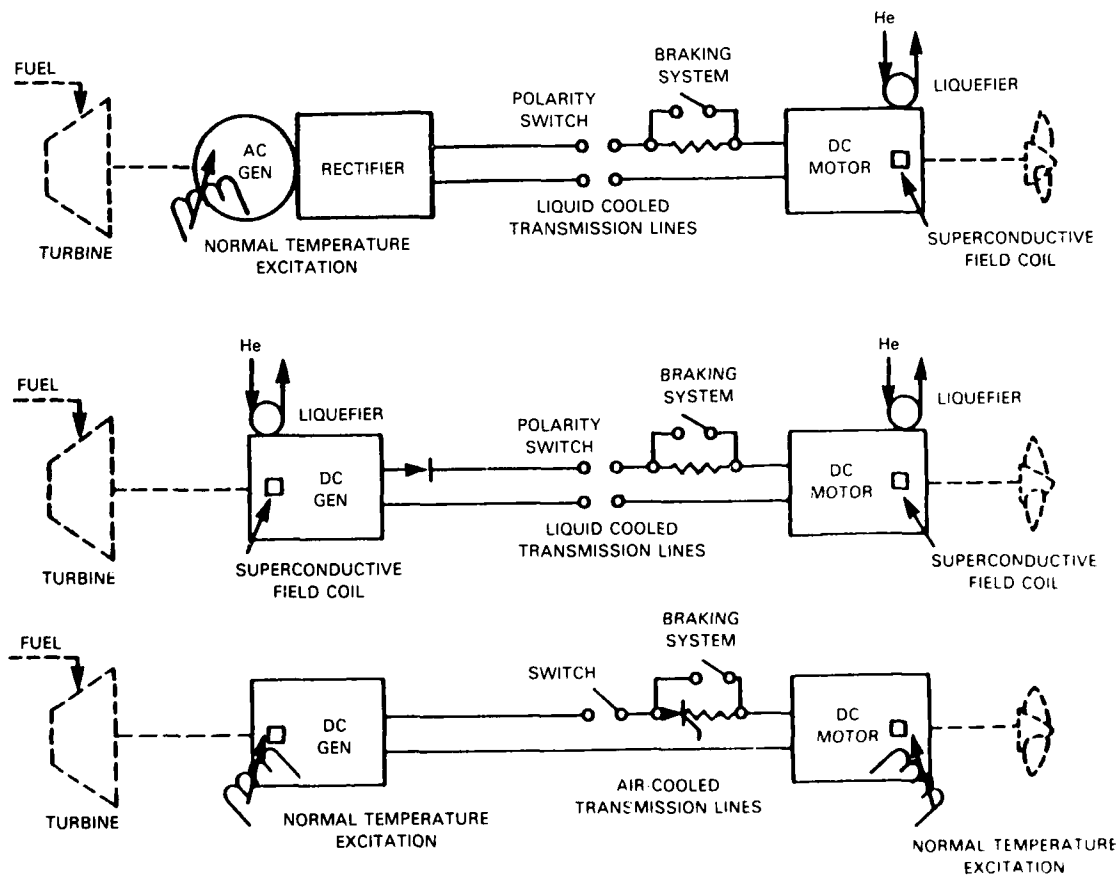 He
FUEL
BRAKING
SYSTEM
LIQUEFIER
POLARITY
SWITCH
AC
GEN
RECTIFIER
DC
MOTOR
LIQUID COOLED
TRANSMISSION LINES
TURBINE
NORMAL TEMPERATURE
EXCITATION
SUPERCONDUCTIVE
FIELD COIL
He
He
FUEL
BRAKING
SYSTEM
LIQUEFIER
LIQUEFIER
POLARITY
SWITCH
DC
GEN
DC
MOTOR
LIQUID COOLED
TRANSMISSION LINES
TURBINE
SUPERCONDUCTIVE
FIELD COIL
SUPERCONDUCTIVE
FIELD COIL
FUEL
BRAKING
SYSTEM
SWITCH
DC
GEN
DC
MOTOR
AIR-COOLED
TRANSMISSION LINES
TURBINE
NORMAL TEMPERATURE
EXCITATION
NORMAL TEMPERATURE
EXCITATION